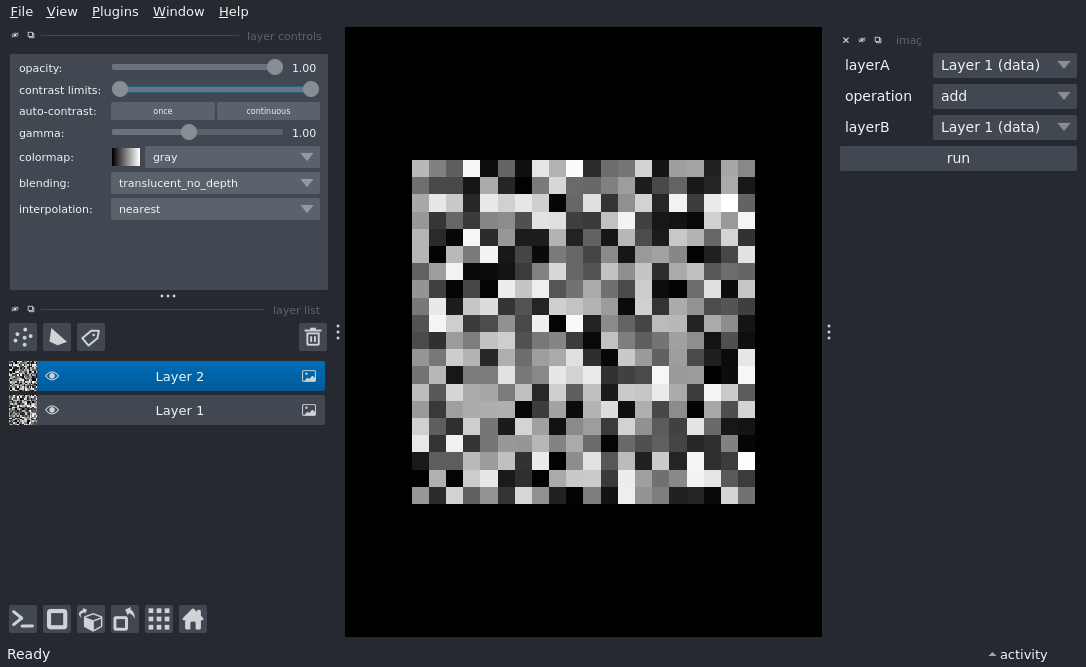 File View Plugins Window Help
layer controls
opacity: 1.00
contrast limits:
auto-contrast: once continuous
gamma: 1.00
colormap: gray
blending: translucent_no_depth
interpolation: nearest
layer list
Layer 2
Layer 1
imag
layerA Layer 1 (data)
operation add
layerB Layer 1 (data)
run
Ready
activity